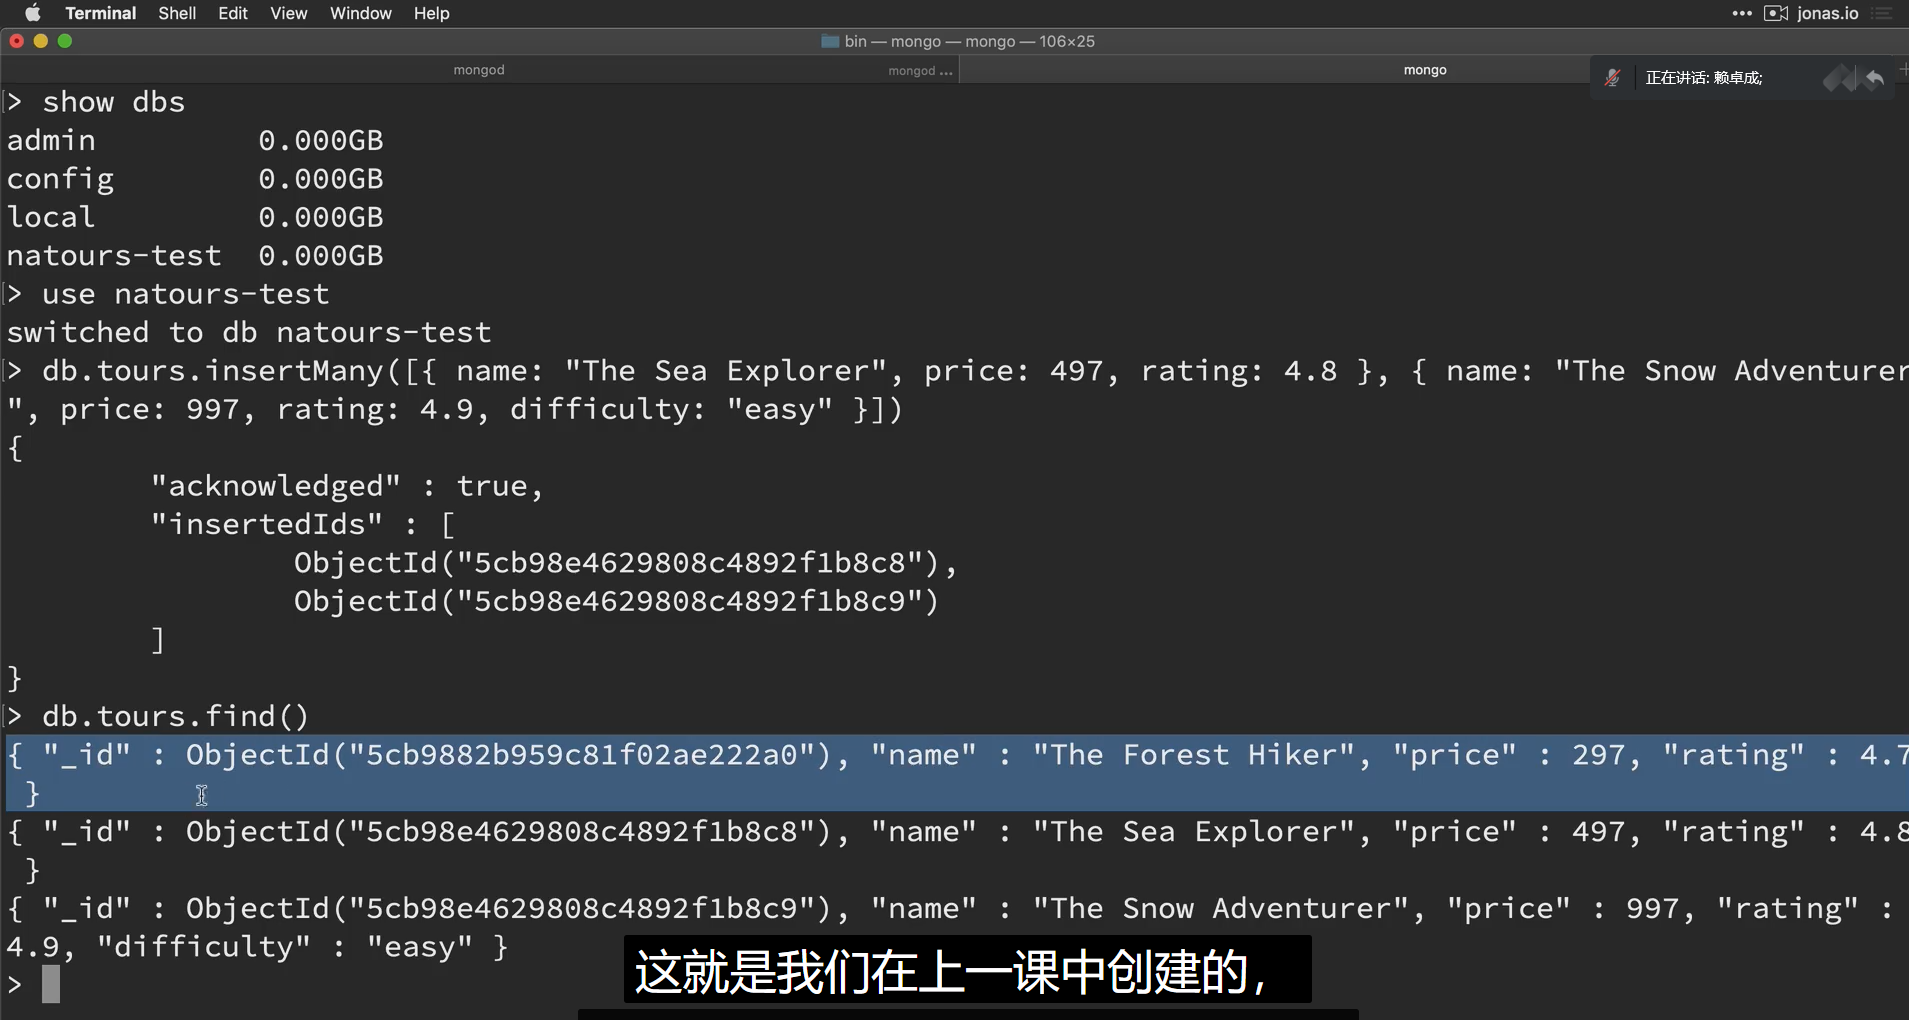 Terminal Shell Edit View Window Help ••• jonas.io
bin — mongo — mongo — 106×25
mongod mongod ... mongo
正在讲话: 赖卓成;
> show dbs
admin 0.000GB
config 0.000GB
local 0.000GB
natours-test 0.000GB
> use natours-test
switched to db natours-test
> db.tours.insertMany([{ name: "The Sea Explorer", price: 497, rating: 4.8 }, { name: "The Snow Adventurer
", price: 997, rating: 4.9, difficulty: "easy" }])
{
"acknowledged" : true,
"insertedIds" : [
ObjectId("5cb98e4629808c4892f1b8c8"),
ObjectId("5cb98e4629808c4892f1b8c9")
]
}
> db.tours.find()
{ "_id" : ObjectId("5cb9882b959c81f02ae222a0"), "name" : "The Forest Hiker", "price" : 297, "rating" : 4.7
}
{ "_id" : ObjectId("5cb98e4629808c4892f1b8c8"), "name" : "The Sea Explorer", "price" : 497, "rating" : 4.8
}
{ "_id" : ObjectId("5cb98e4629808c4892f1b8c9"), "name" : "The Snow Adventurer", "price" : 997, "rating" :
4.9, "difficulty" : "easy" }
>
这就是我们在上一课中创建的,